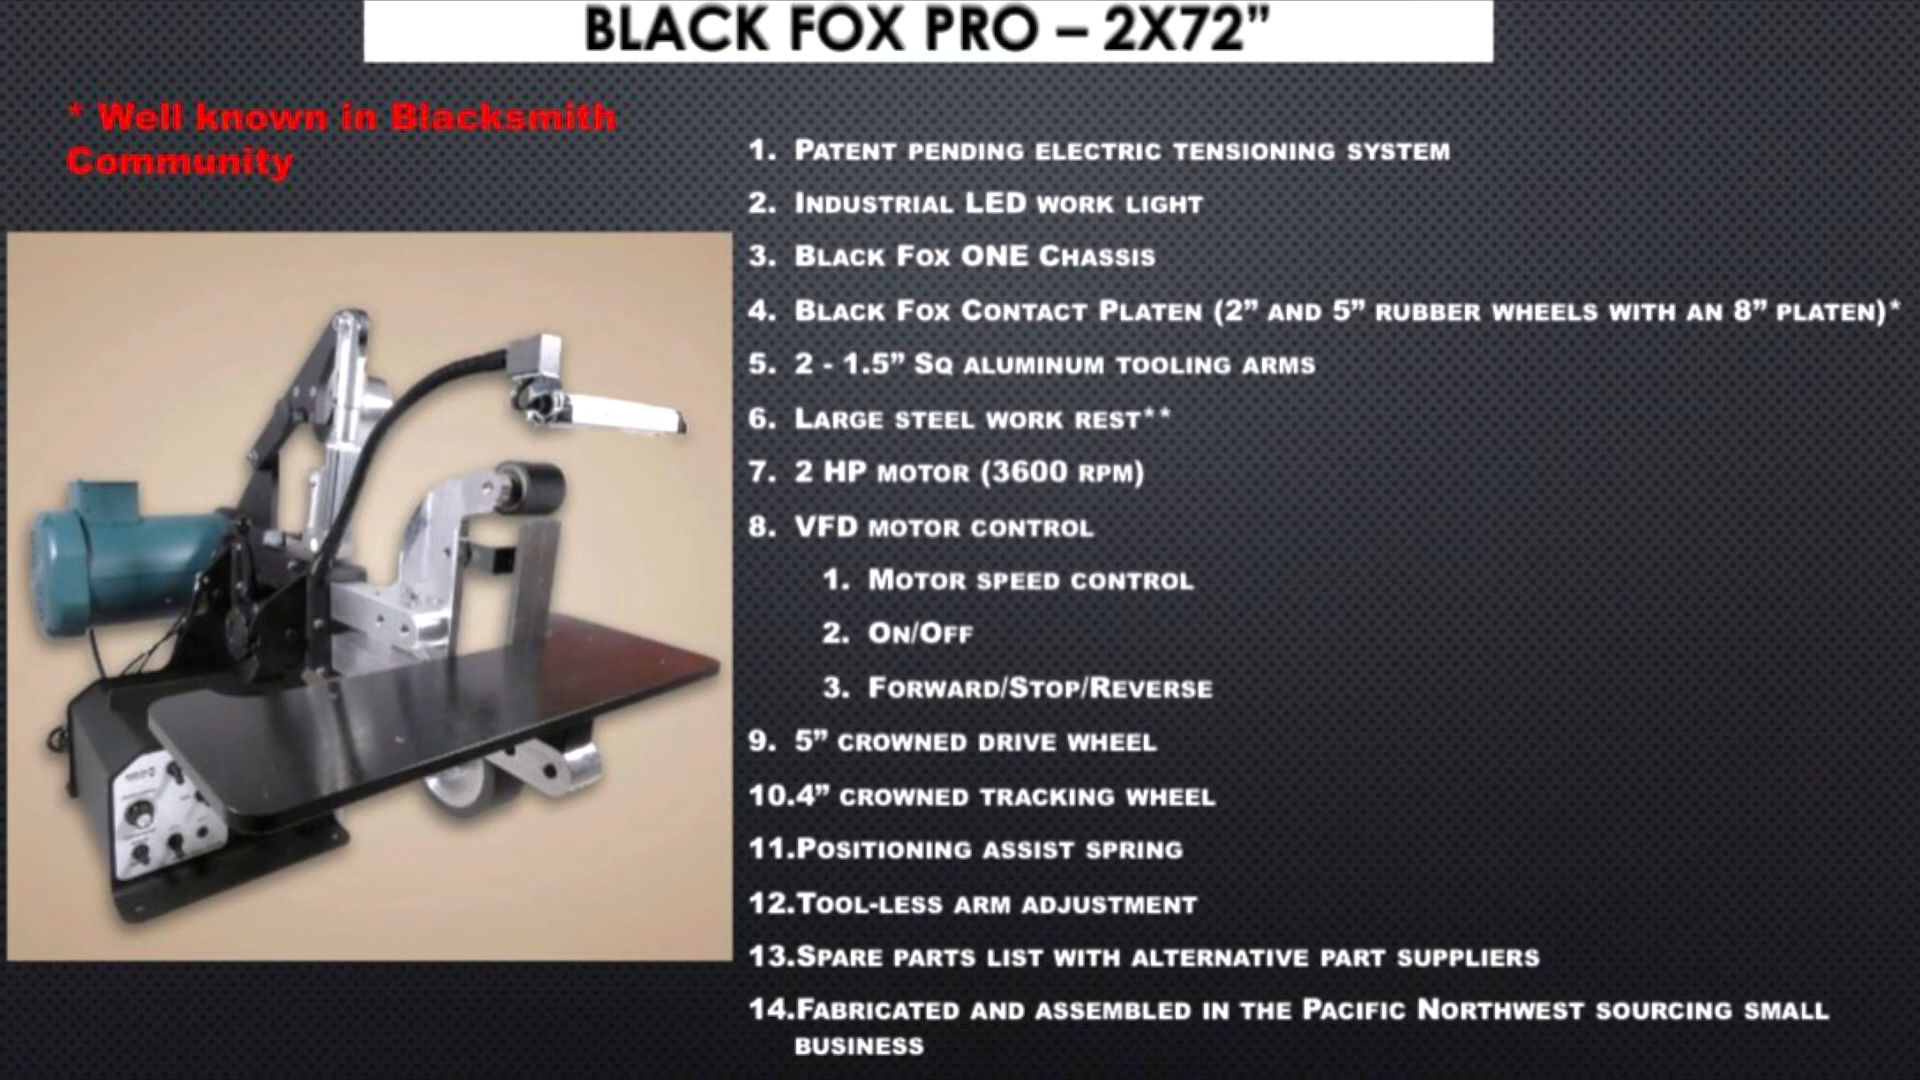 BLACK FOX PRO – 2X72”
* Well known in Blacksmith
Community
1. Patent pending electric tensioning system
2. Industrial LED work light
3. Black Fox ONE Chassis
4. Black Fox Contact Platen (2” and 5” rubber wheels with an 8” platen)*
5. 2 - 1.5” Sq aluminum tooling arms
6. Large steel work rest**
7. 2 HP motor (3600 rpm)
8. VFD motor control
1. Motor speed control
2. On/Off
3. Forward/Stop/Reverse
9. 5” crowned drive wheel
10.4” crowned tracking wheel
11.Positioning assist spring
12.Tool-less arm adjustment
13.Spare parts list with alternative part suppliers
14.Fabricated and assembled in the Pacific Northwest sourcing small
business